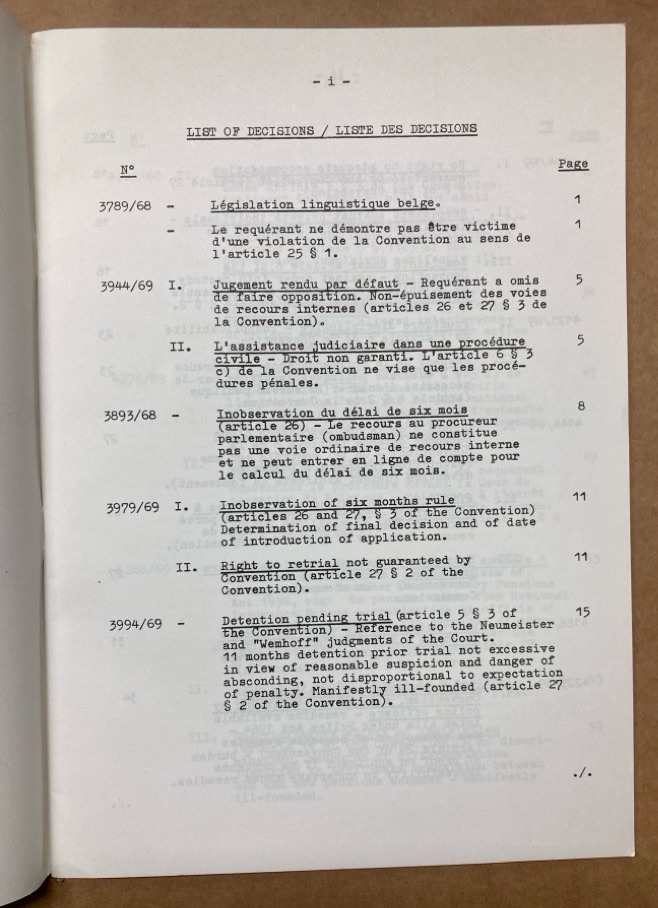 - i -
LIST OF DECISIONS / LISTE DES DECISIONS
N° Page
3789/68 - Législation linguistique belge. 1
- Le requérant ne démontre pas être victime 1
d'une violation de la Convention au sens de
l'article 25 § 1.
3944/69 I. Jugement rendu par défaut - Requérant a omis 5
de faire opposition. Non-épuisement des voies
de recours internes (articles 26 et 27 § 3 de
la Convention).
II. L'assistance judiciaire dans une procédure 5
civile - Droit non garanti. L'article 6 § 3
c) de la Convention ne vise que les procé-
dures pénales.
3893/68 - Inobservation du délai de six mois 8
(article 26) - Le recours au procureur
parlementaire (ombudsman) ne constitue
pas une voie ordinaire de recours interne
et ne peut entrer en ligne de compte pour
le calcul du délai de six mois.
3979/69 I. Inobservation of six months rule 11
(articles 26 and 27, § 3 of the Convention)
Determination of final decision and of date
of introduction of application.
II. Right to retrial not guaranteed by 11
Convention (article 27 § 2 of the
Convention).
3994/69 - Detention pending trial (article 5 § 3 of 15
the Convention) - Reference to the Neumeister
and "Wemhoff" judgments of the Court.
11 months detention prior trial not excessive
in view of reasonable suspicion and danger of
absconding, not disproportional to expectation
of penalty. Manifestly ill-founded (article 27
§ 2 of the Convention).
./.